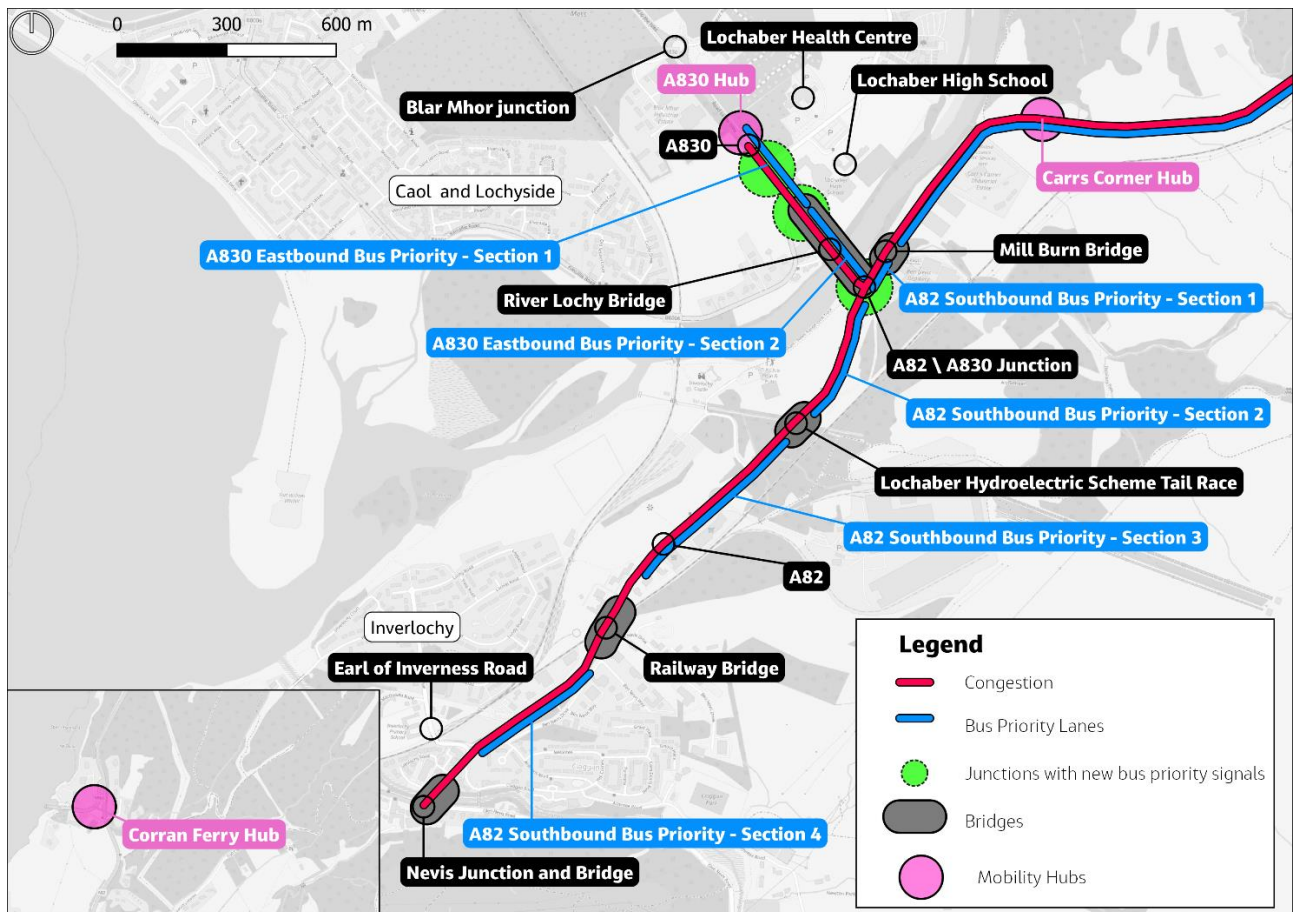 0 300 600 m
Lochaber Health Centre
A830 Hub
Lochaber High School
Blar Mhor junction
A830
Caol and Lochyside
Carrs Corner Hub
A830 Eastbound Bus Priority - Section 1
Mill Burn Bridge
River Lochy Bridge
A82 Southbound Bus Priority - Section 1
A830 Eastbound Bus Priority - Section 2
A82 \ A830 Junction
A82 Southbound Bus Priority - Section 2
Lochaber Hydroelectric Scheme Tail Race
A82 Southbound Bus Priority - Section 3
A82
Inverlochy
Earl of Inverness Road
Railway Bridge
Legend
Congestion
Bus Priority Lanes
Junctions with new bus priority signals
Bridges
Mobility Hubs
Corran Ferry Hub
A82 Southbound Bus Priority - Section 4
Nevis Junction and Bridge